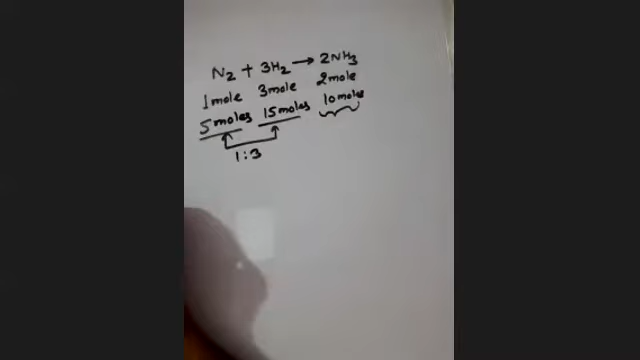 N2 + 3H2 → 2NH3
1mole 3mole 2mole
5moles 15moles 10moles
1:3